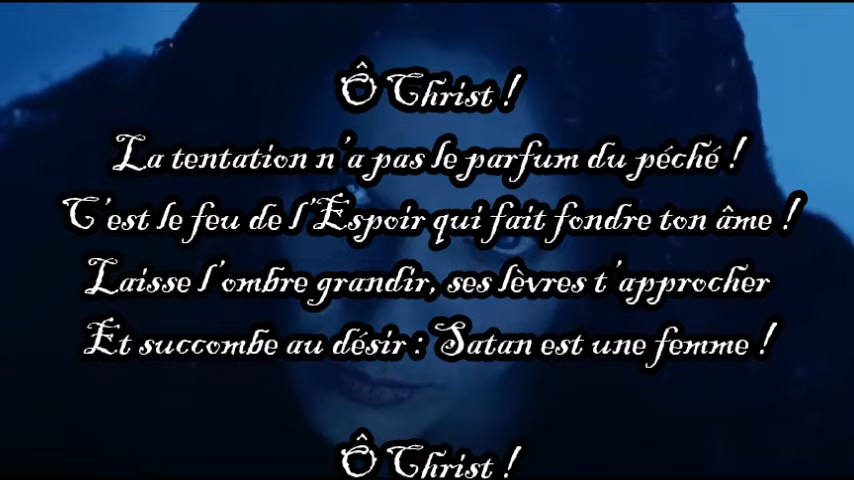 Ô Christ !
La tentation n'a pas le parfum du péché !
C'est le feu de l'Espoir qui fait fondre ton âme !
Laisse l'ombre grandir, ses lèvres t'approcher
Et succombe au désir : Satan est une femme !
Ô Christ !